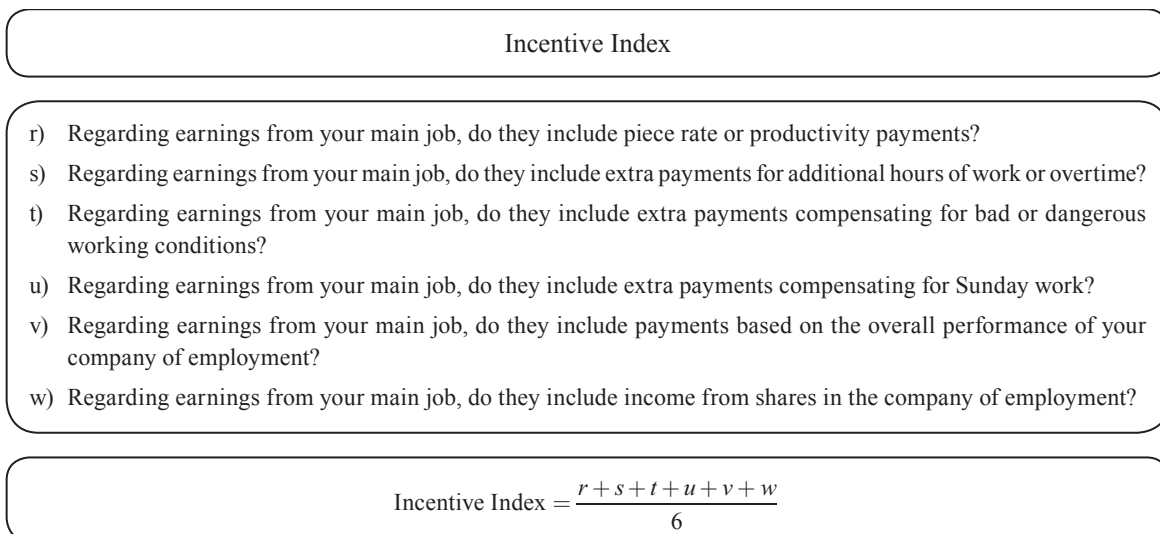 Incentive Index
r) Regarding earnings from your main job, do they include piece rate or productivity payments?
s) Regarding earnings from your main job, do they include extra payments for additional hours of work or overtime?
t) Regarding earnings from your main job, do they include extra payments compensating for bad or dangerous
working conditions?
u) Regarding earnings from your main job, do they include extra payments compensating for Sunday work?
v) Regarding earnings from your main job, do they include payments based on the overall performance of your
company of employment?
w) Regarding earnings from your main job, do they include income from shares in the company of employment?
Incentive Index = \frac{r+s+t+u+v+w}{6}